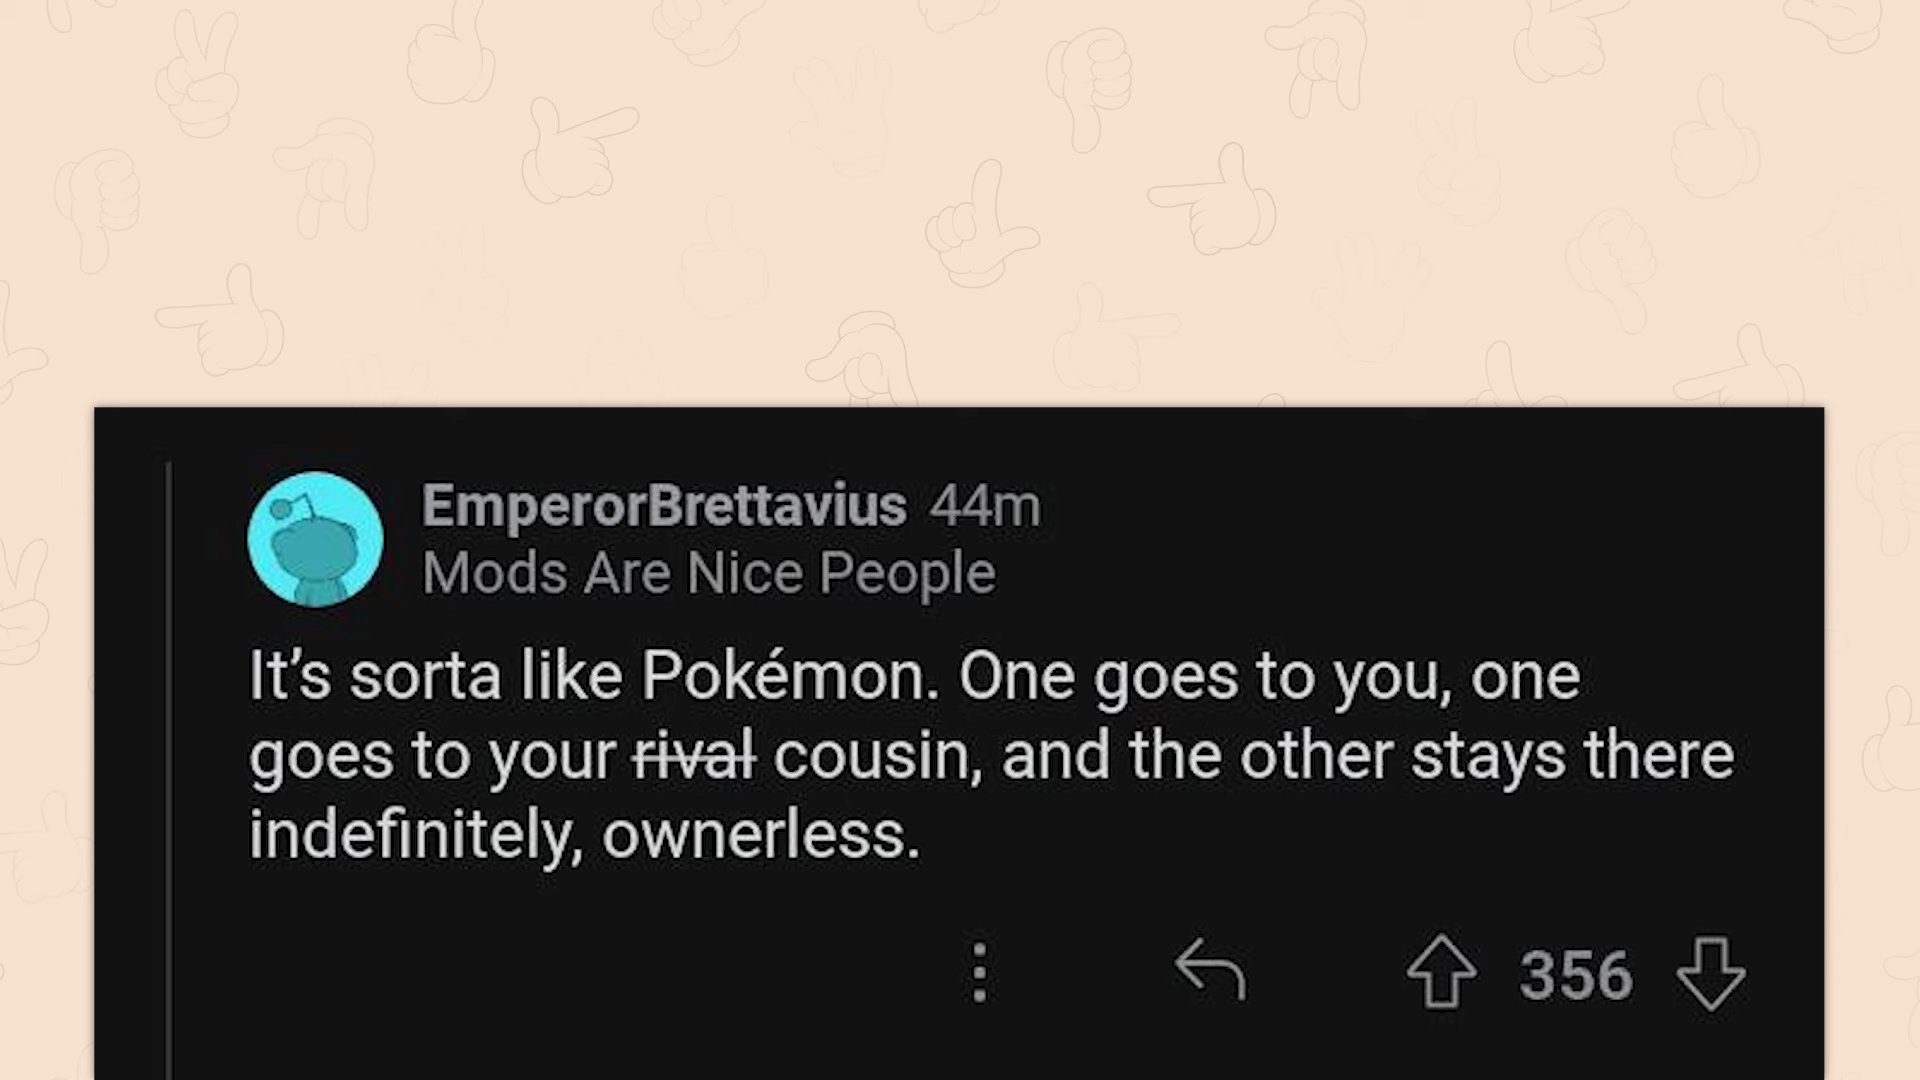 EmperorBrettavius 44m
Mods Are Nice People
It’s sorta like Pokémon. One goes to you, one
goes to your rival cousin, and the other stays there
indefinitely, ownerless.
356